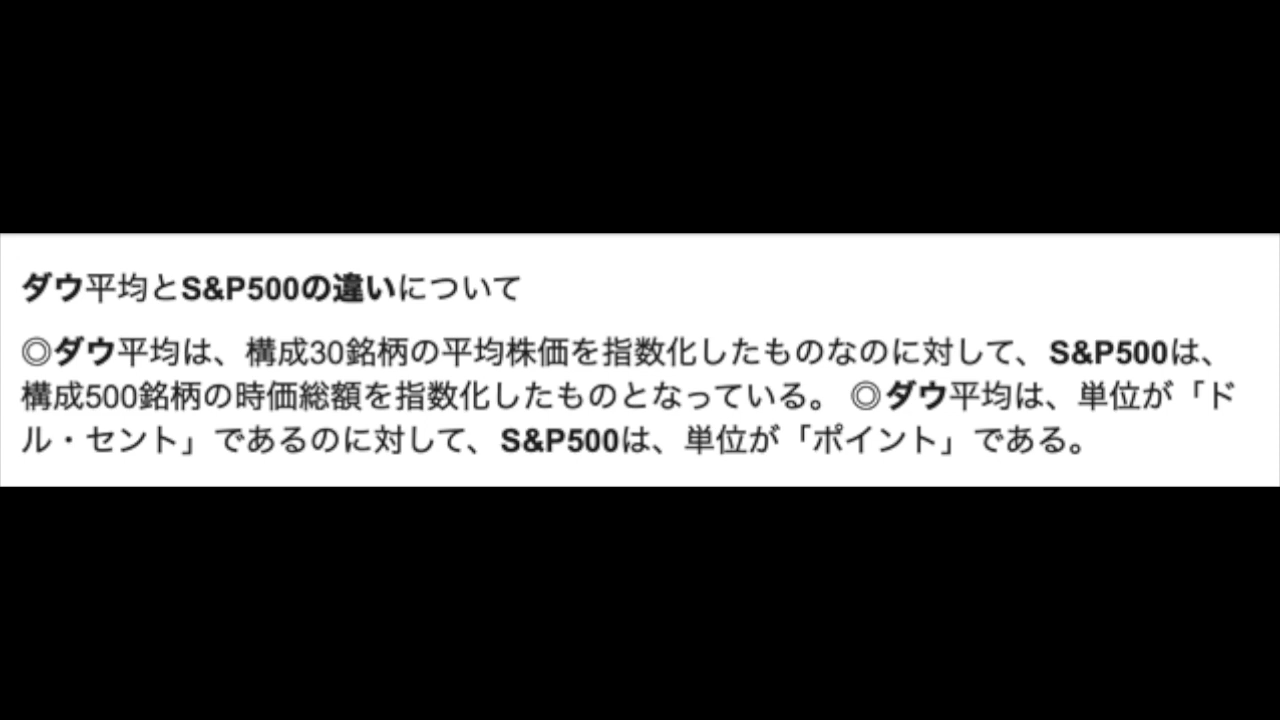 ダウ平均とS&P500の違いについて
◎ダウ平均は、構成30銘柄の平均株価を指数化したものなのに対して、S&P500は、
構成500銘柄の時価総額を指数化したものとなっている。 ◎ダウ平均は、単位が「ド
ル・セント」であるのに対して、S&P500は、単位が「ポイント」である。